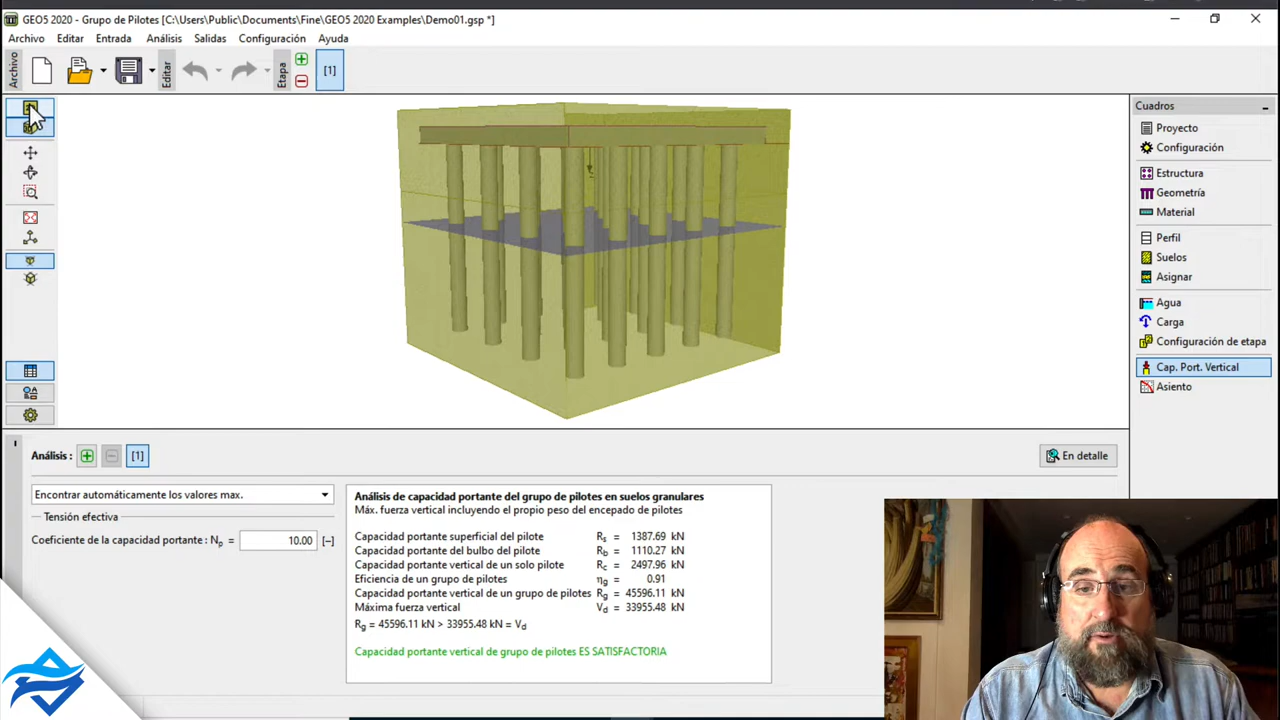 GEO5 2020 - Grupo de Pilotes [C:\Users\Public\Documents\Fine\GEO5 2020 Examples\Demo01.gsp *]
Archivo Editar Entrada Análisis Salidas Configuración Ayuda
Archivo
Editar
Etapa
[1]
Cuadros
Proyecto
Configuración
Estructura
Geometría
Material
Perfil
Suelos
Asignar
Agua
Carga
Configuración de etapa
Cap. Port. Vertical
Asiento
Análisis : [1]
En detalle
Encontrar automáticamente los valores max.
Tensión efectiva
Coeficiente de la capacidad portante : Np = 10.00 [–]
Análisis de capacidad portante del grupo de pilotes en suelos granulares
Máx. fuerza vertical incluyendo el propio peso del encepado de pilotes
Capacidad portante superficial del pilote Rs = 1387.69 kN
Capacidad portante del bulbo del pilote Rb = 1110.27 kN
Capacidad portante vertical de un solo pilote Rc = 2497.96 kN
Eficiencia de un grupo de pilotes ηg = 0.91
Capacidad portante vertical de un grupo de pilotes Rg = 45596.11 kN
Máxima fuerza vertical Vd = 33955.48 kN
Rg = 45596.11 kN > 33955.48 kN = Vd
Capacidad portante vertical de grupo de pilotes ES SATISFACTORIA